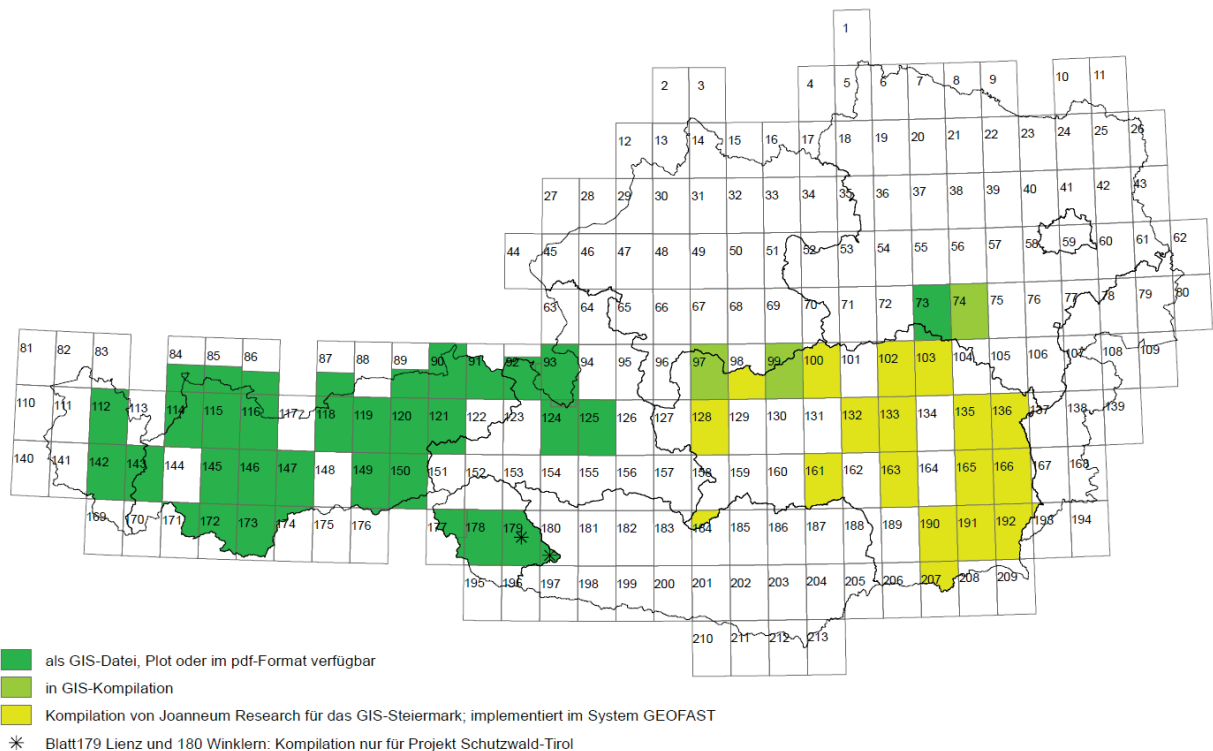 1
2 3 4 5 6 7 8 9 10 11
12 13 14 15 16 17 18 19 20 21 22 23 24 25 26
27 28 29 30 31 32 33 34 35 36 37 38 39 40 41 42 43
44 45 46 47 48 49 50 51 52 53 54 55 56 57 58 59 60 61 62
63 64 65 66 67 68 69 70 71 72 73 74 75 76 77 78 79 80
81 82 83 84 85 86 87 88 89 90 91 92 93 94 95 96 97 98 99 100 101 102 103 104 105 106 107 108 109
110 111 112 113 114 115 116 117 118 119 120 121 122 123 124 125 126 127 128 129 130 131 132 133 134 135 136 137 138 139
140 141 142 143 144 145 146 147 148 149 150 151 152 153 154 155 156 157 158 159 160 161 162 163 164 165 166 167 168
169 170 171 172 173 174 175 176 177 178 179 180 181 182 183 184 185 186 187 188 189 190 191 192 193 194
195 196 197 198 199 200 201 202 203 204 205 206 207 208 209
210 211 212 213
als GIS-Datei, Plot oder im pdf-Format verfügbar
in GIS-Kompilation
Kompilation von Joanneum Research für das GIS-Steiermark; implementiert im System GEOFAST
Blatt179 Lienz und 180 Winklern: Kompilation nur für Projekt Schutzwald-Tirol